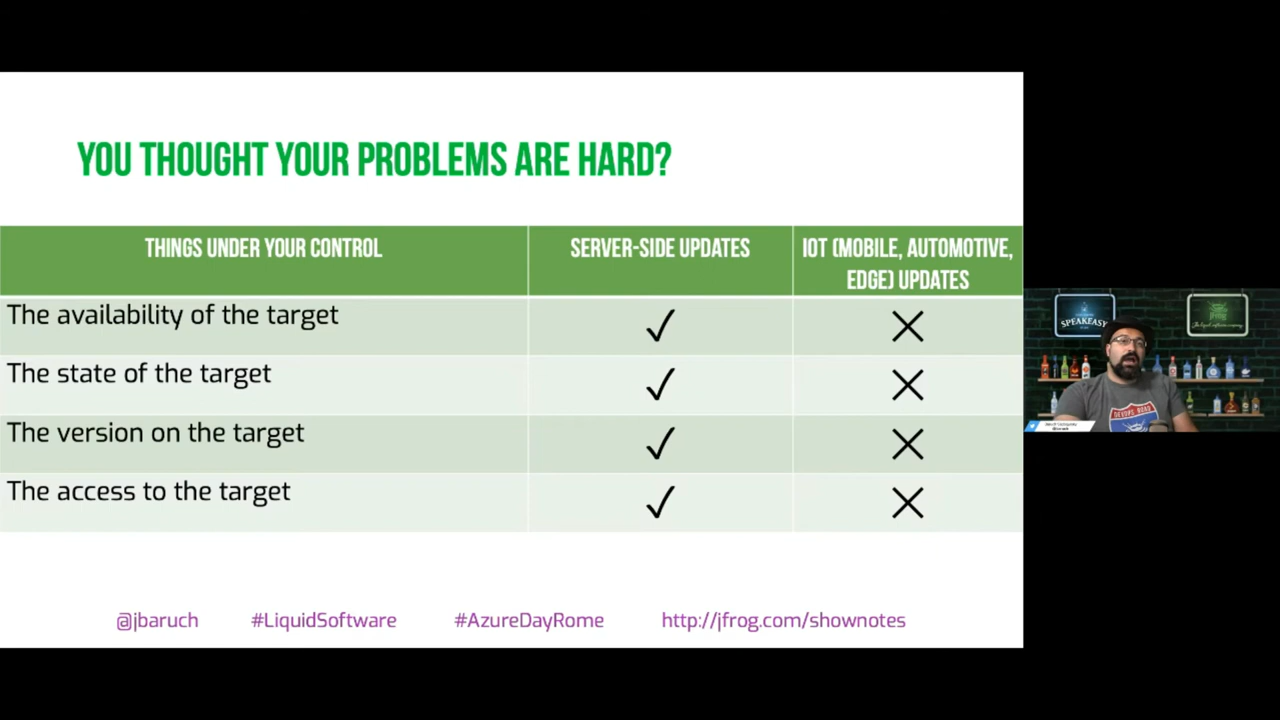 YOU THOUGHT YOUR PROBLEMS ARE HARD?
THINGS UNDER YOUR CONTROL
SERVER-SIDE UPDATES
IOT (MOBILE, AUTOMOTIVE,
EDGE) UPDATES
The availability of the target
✓
✕
The state of the target
✓
✕
The version on the target
✓
✕
The access to the target
✓
✕
@jbaruch #LiquidSoftware #AzureDayRome http://jfrog.com/shownotes
SPEAKEASY
jfrog
DEVOPS ROAD